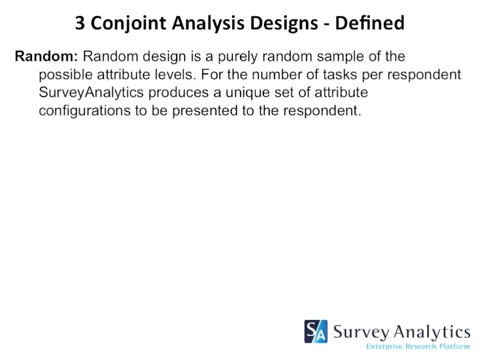 3 Conjoint Analysis Designs - Defined
Random: Random design is a purely random sample of the
possible attribute levels. For the number of tasks per respondent
SurveyAnalytics produces a unique set of attribute
configurations to be presented to the respondent.
S/A Survey Analytics
Enterprise Research Platform